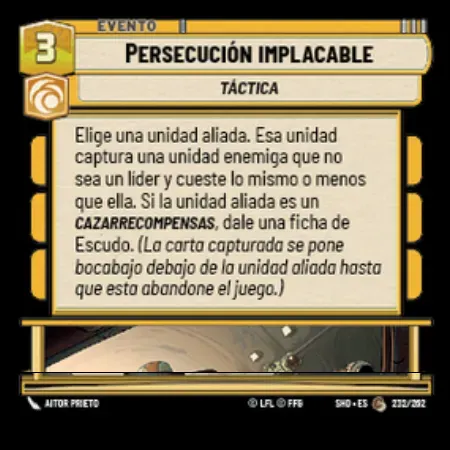 EVENTO
3
PERSECUCIÓN IMPLACABLE
TÁCTICA
Elige una unidad aliada. Esa unidad
captura una unidad enemiga que no
sea un líder y cueste lo mismo o menos
que ella. Si la unidad aliada es un
CAZARRECOMPENSAS, dale una ficha de
Escudo. (La carta capturada se pone
bocabajo debajo de la unidad aliada hasta
que esta abandone el juego.)
AITOR PRIETO
© LFL © FFG
SHD • ES
232/262